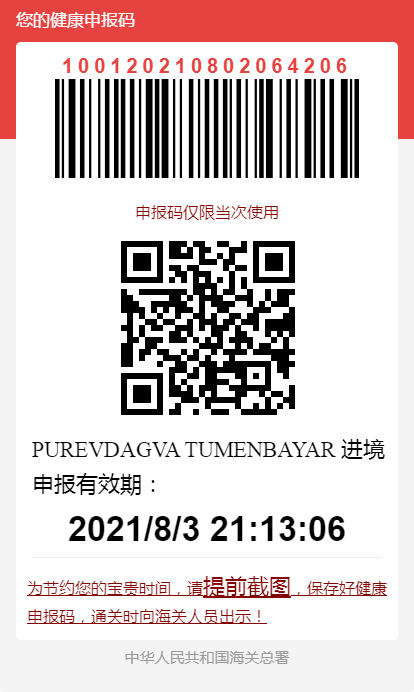 您的健康申报码
100120210802064206
申报码仅限当次使用
PUREVDAGVA TUMENBAYAR 进境
申报有效期：
2021/8/3 21:13:06
为节约您的宝贵时间，请提前截图，保存好健康
申报码，通关时向海关人员出示！
中华人民共和国海关总署